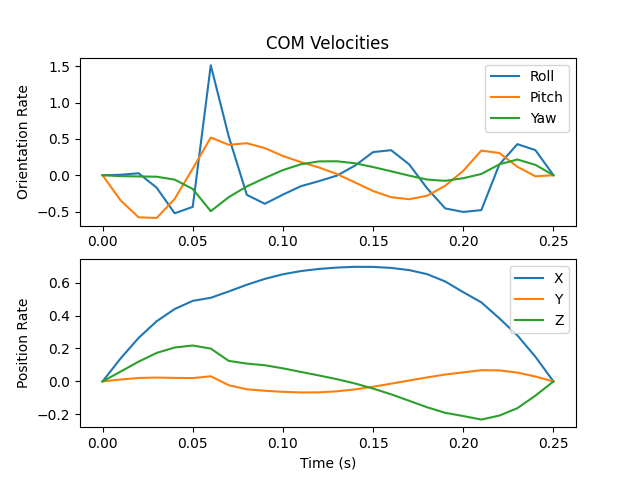 COM Velocities
Orientation Rate
1.5
1.0
0.5
0.0
−0.5
Roll
Pitch
Yaw
0.00 0.05 0.10 0.15 0.20 0.25
Position Rate
0.6
0.4
0.2
0.0
−0.2
X
Y
Z
0.00 0.05 0.10 0.15 0.20 0.25
Time (s)